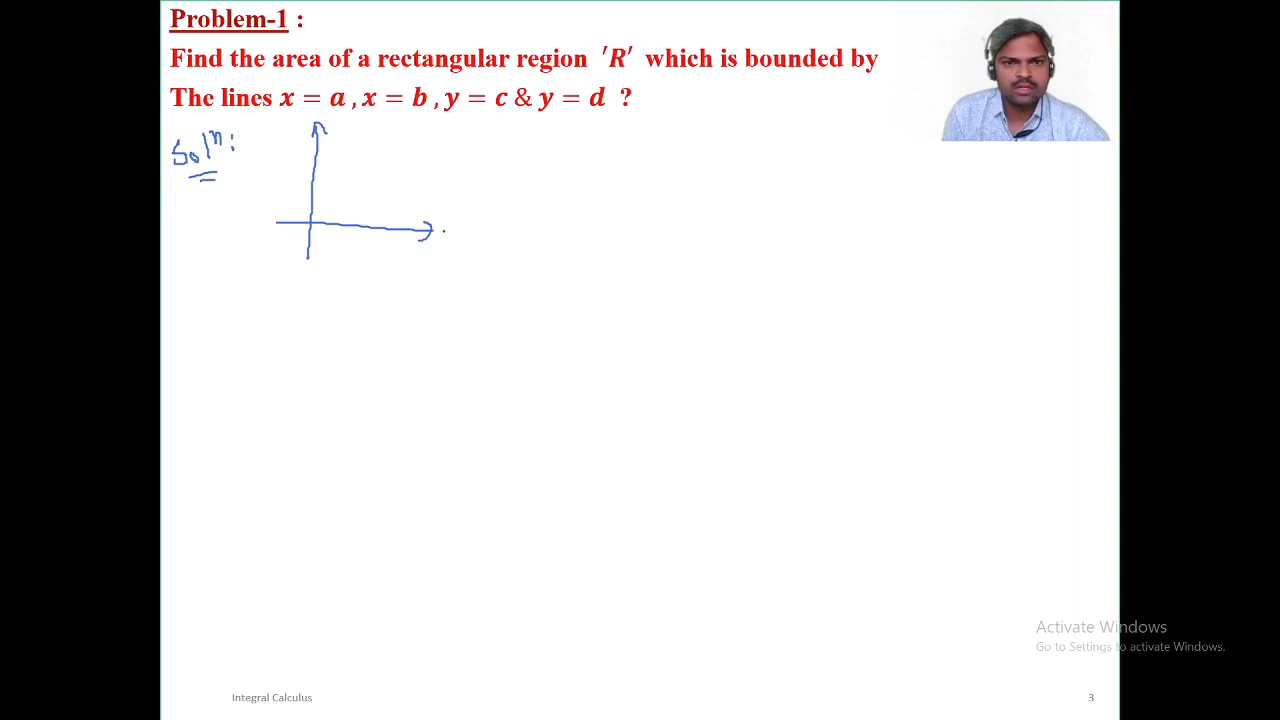 Problem-1 :
Find the area of a rectangular region ′R′ which is bounded by
The lines x = a , x = b , y = c & y = d ?
Solⁿ:
Activate Windows
Go to Settings to activate Windows.
Integral Calculus
3